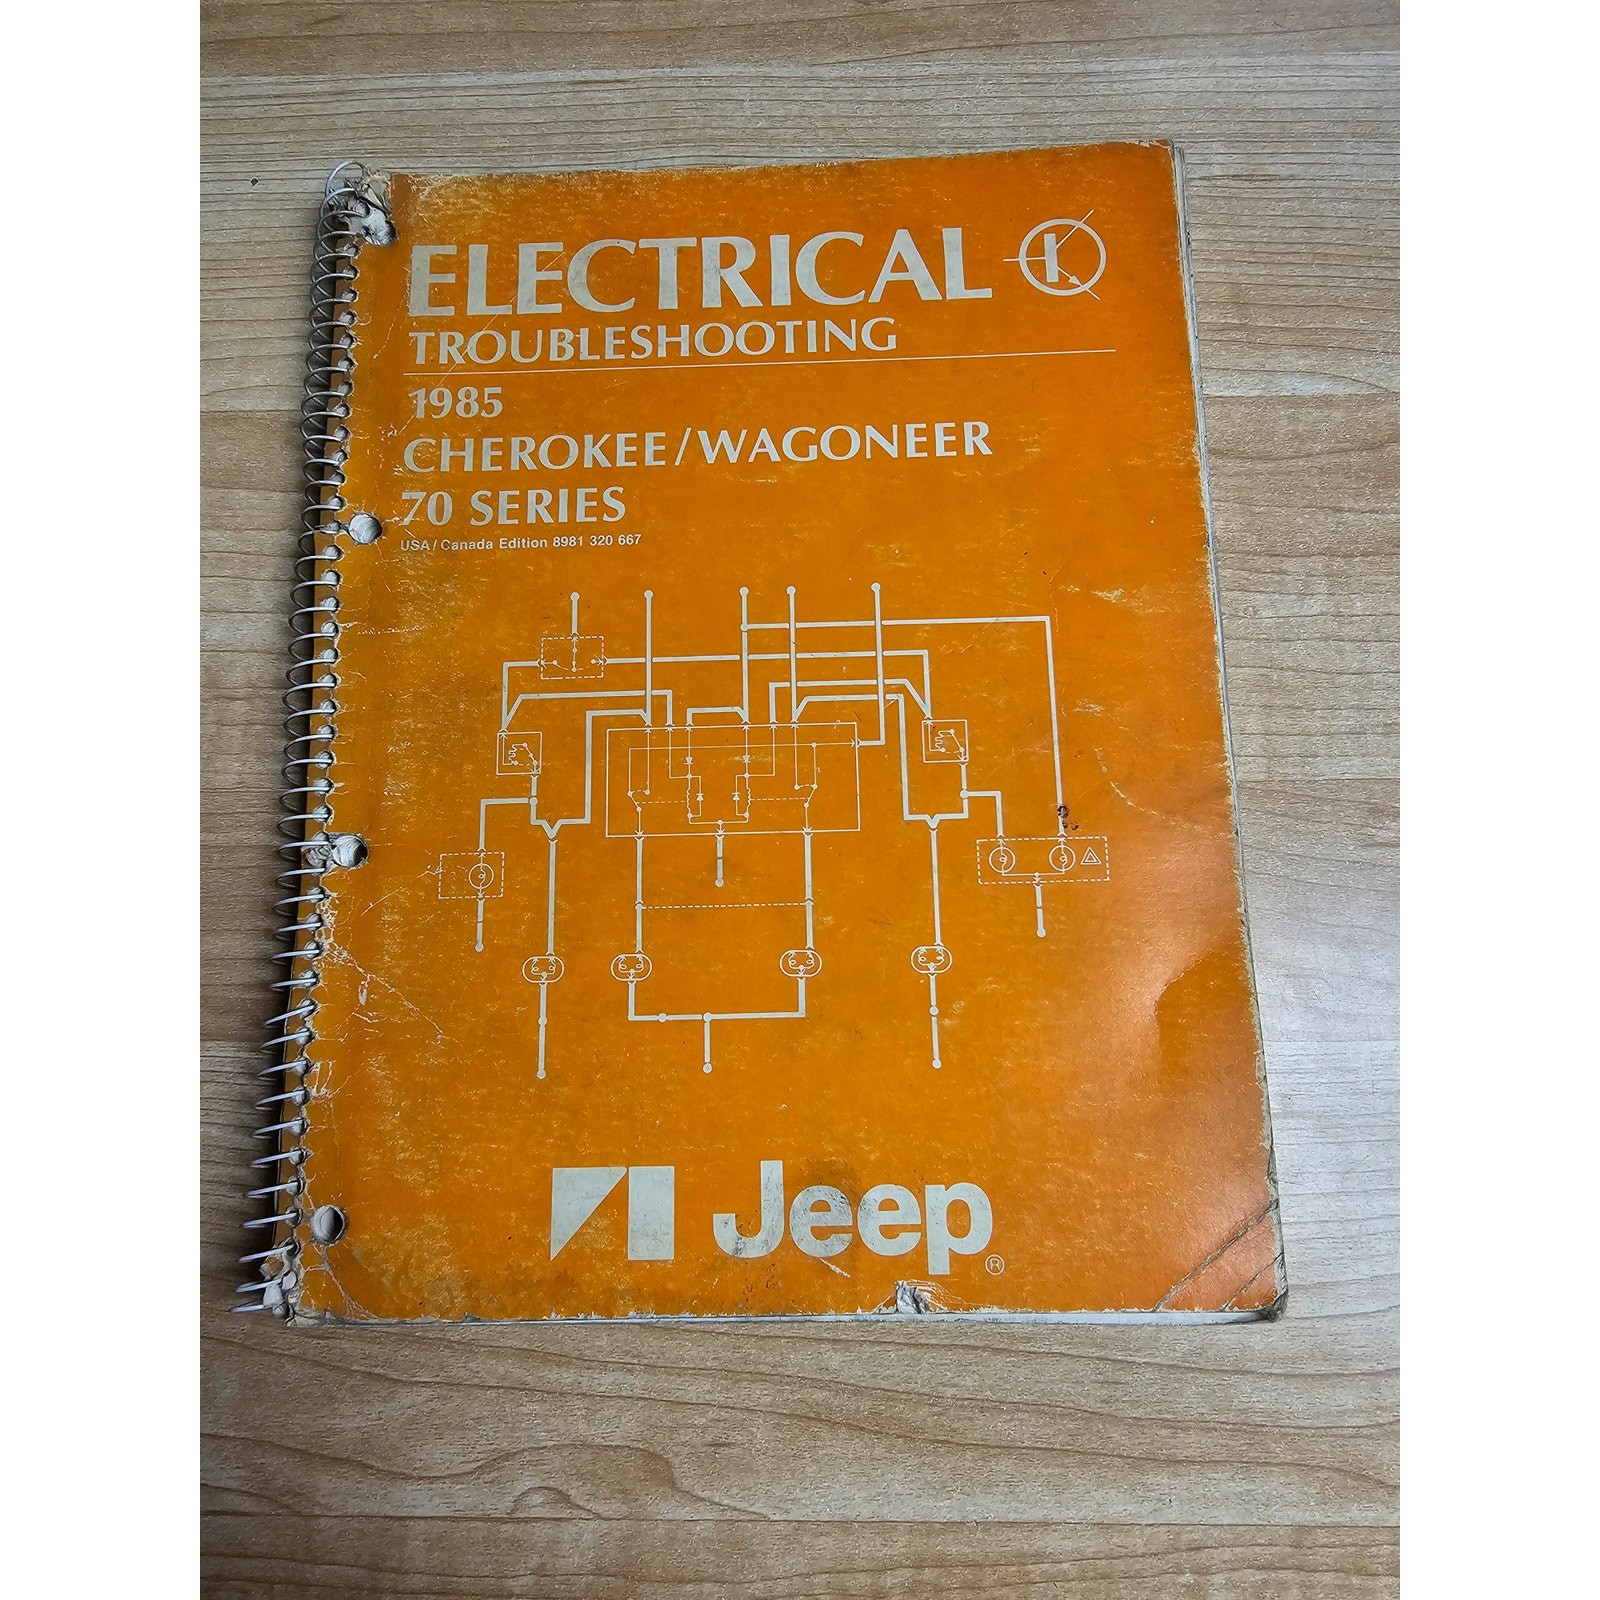 ELECTRICAL
TROUBLESHOOTING
1985
CHEROKEE/WAGONEER
70 SERIES
USA/Canada Edition 8981 320 667
Jeep®